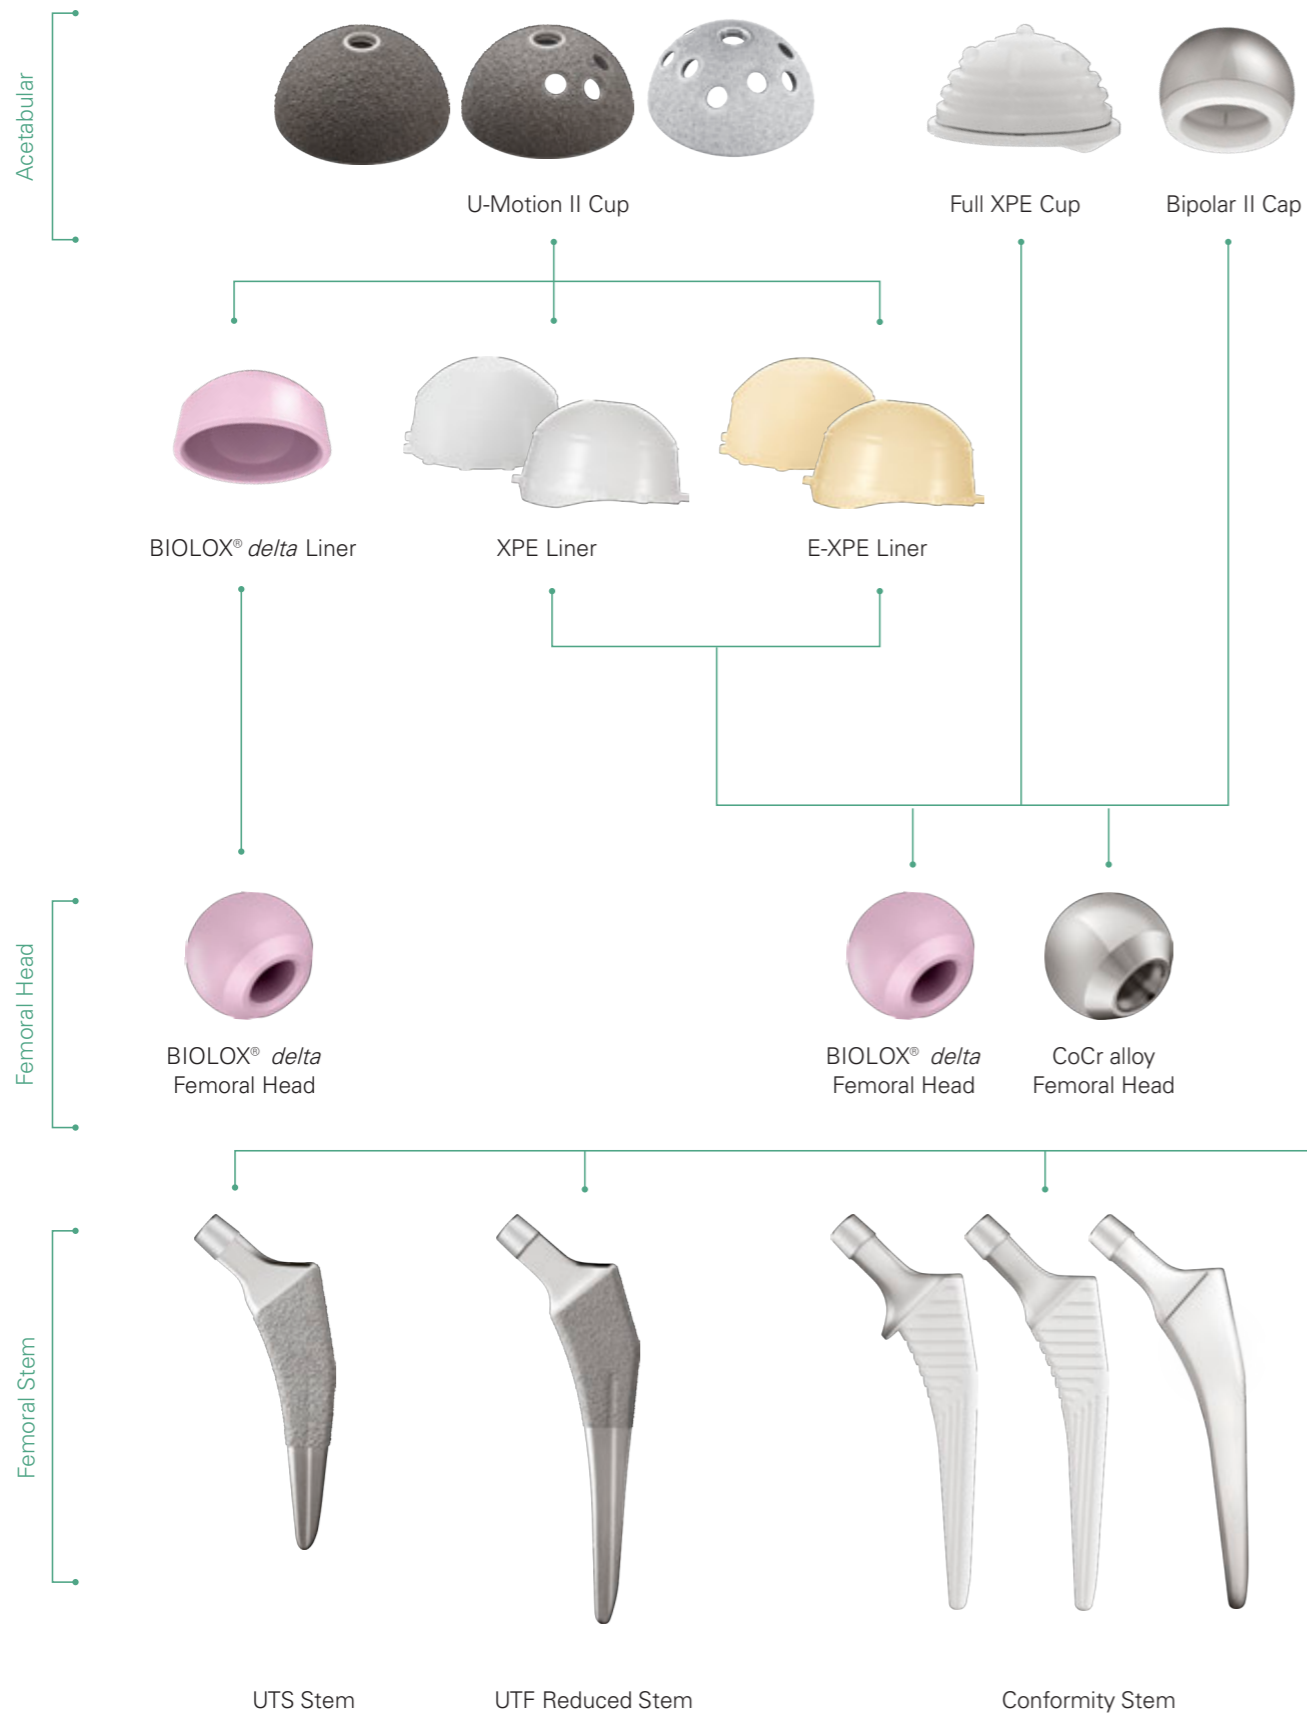 Acetabular
U-Motion II Cup
Full XPE Cup
Bipolar II Cap
BIOLOX® delta Liner
XPE Liner
E-XPE Liner
Femoral Head
BIOLOX® delta
Femoral Head
BIOLOX® delta
Femoral Head
CoCr alloy
Femoral Head
Femoral Stem
UTS Stem
UTF Reduced Stem
Conformity Stem